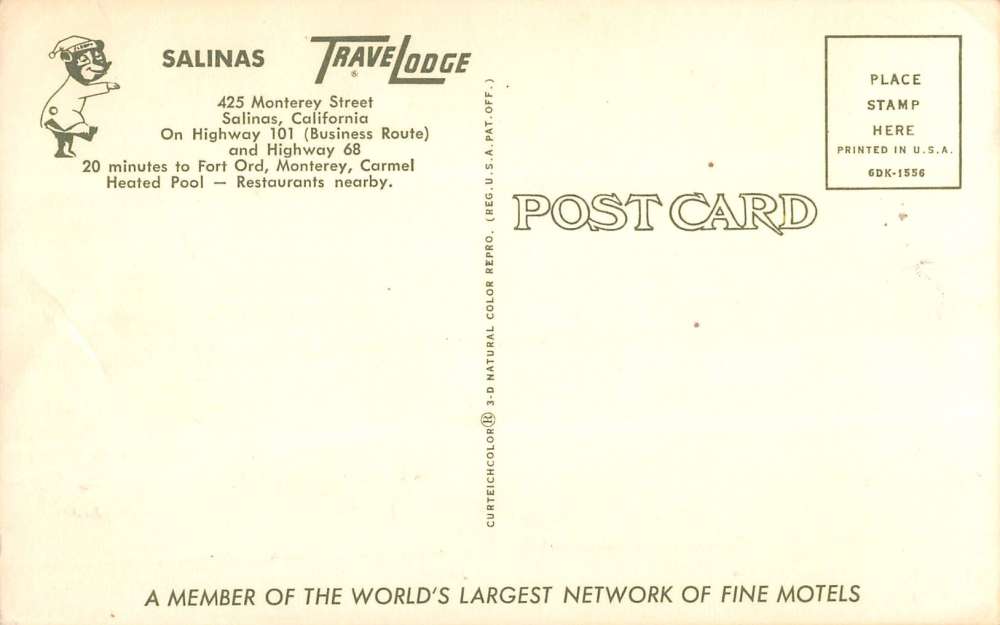 SALINAS TRAVELODGE®
425 Monterey Street
Salinas, California
On Highway 101 (Business Route)
and Highway 68
20 minutes to Fort Ord, Monterey, Carmel
Heated Pool — Restaurants nearby.
CURTEICHCOLOR® 3-D NATURAL COLOR REPRO. (REG. U.S.A. PAT. OFF.)
POST CARD
PLACE
STAMP
HERE
PRINTED IN U.S.A.
6DK-1556
A MEMBER OF THE WORLD'S LARGEST NETWORK OF FINE MOTELS